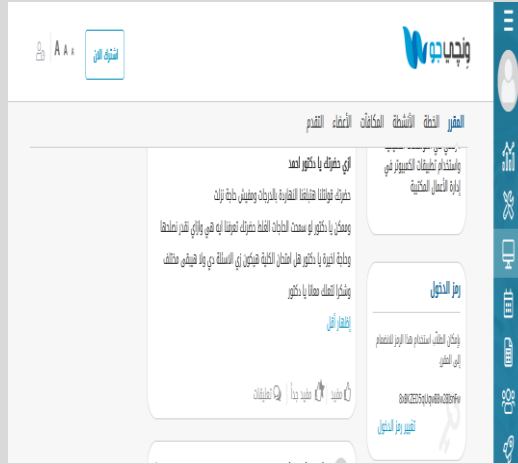 ونجي جو
اشترك الآن
A A A
المقرر الخطة الأنشطة المكافآت الأعضاء التقدم
واستخدام تطبيقات الكمبيوتر في
إدارة الأعمال المكتبية
رمز الدخول
بإمكان الطلاب استخدام هذا الرمز للانضمام
إلى المقرر.
تغيير رمز الدخول
ازي حضرتك يا دكتور احمد
حضرتك قولتلنا هتبلغنا النهاردة بالدرجات ومفيش حاجة نزلت
وممكن يا دكتور لو سمحت الحاجات الغلط حضرتك تعرفنا ايه هي وازاي نقدر نصلحها
وحاجة اخيرة يا دكتور هل امتحان الكلية هيكون زي الاسئلة دي ولا هيبقى مختلف
وشكرا لتعبك معانا يا دكتور
إظهار أقل
مفيد | مفيد جداً | تعليقات